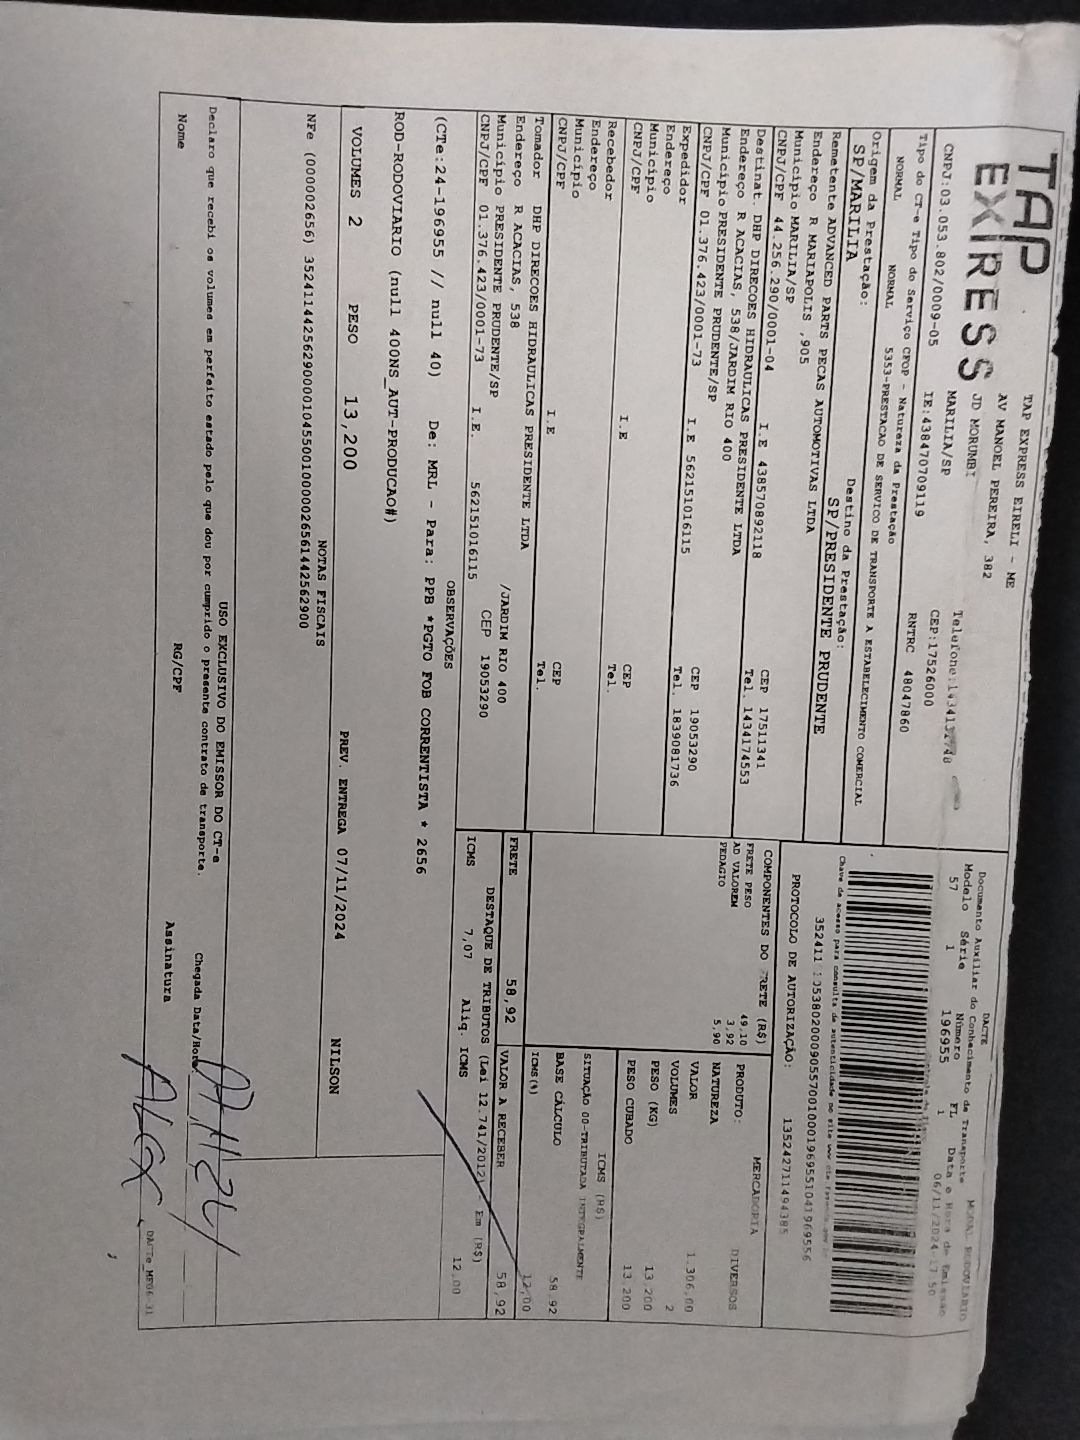 TAP
EXPRESS
TAP EXPRESS EIRELI - ME
AV MANOEL PEREIRA, 382
JD MORUMBI
MARILIA/SP
CEP:17526000
CNPJ:03.053.802/0009-05
IE:438470709119
RNTRC 48047860
Tipo do CT-e Tipo do Serviço CFOP - Natureza da Prestação
NORMAL NORMAL 5353-PRESTACAO DE SERVICO DE TRANSPORTE A ESTABELECIMENTO COMERCIAL
Origem da Prestação: Destino da Prestação:
SP/MARILIA SP/PRESIDENTE PRUDENTE
Remetente ADVANCED PARTS PECAS AUTOMOTIVAS LTDA
Endereço R MARIAPOLIS ,905
Município MARILIA/SP CEP 17511341
CNPJ/CPF 44.256.290/0001-04 I.E 438570892118 Tel. 1434174553
Destinat. DHP DIRECOES HIDRAULICAS PRESIDENTE LTDA
Endereço R ACACIAS, 538/JARDIM RIO 400
Município PRESIDENTE PRUDENTE/SP CEP 19053290
CNPJ/CPF 01.376.423/0001-73 I.E 562151016115 Tel. 1839081736
Expedidor
Endereço
Município CEP
CNPJ/CPF I.E Tel.
Recebedor
Endereço
Município CEP
CNPJ/CPF I.E Tel.
Tomador DHP DIRECOES HIDRAULICAS PRESIDENTE LTDA
Endereço R ACACIAS, 538 /JARDIM RIO 400
Município PRESIDENTE PRUDENTE/SP CEP 19053290
CNPJ/CPF 01.376.423/0001-73 I.E. 562151016115
DACTE
Documento Auxiliar do Conhecimento de Transporte MODAL RODOVIARIO
Modelo Série Número FL Data e Hora de Emissão
57 1 196955 1 06/11/2024 17:50
Chave de acesso para consulta de autenticidade no site
PROTOCOLO DE AUTORIZAÇÃO: 135242711494385
COMPONENTES DO FRETE (R$)
FRETE PESO 49,10
AD VALOREM 3,92
PEDAGIO 5,90
PRODUTO: MERCADORIA
NATUREZA DIVERSOS
VALOR 1.306,00
VOLUMES 2
PESO (KG) 13,200
PESO CUBADO 13,200
ICMS (R$)
SITUAÇÃO 00-TRIBUTADA INTEGRALMENTE
BASE CÁLCULO 58,92
ICMS(%) 12,00
FRETE 58,92 VALOR A RECEBER 58,92
DESTAQUE DE TRIBUTOS (Lei 12.741/2012) Em (R$)
ICMS 7,07 Aliq. ICMS 12,00
OBSERVAÇÕES
(CTe:24-196955 // null 40) De: MRL - Para: PPB *PGTO FOB CORRENTISTA * 2656
ROD-RODOVIARIO (null 400NS_AUT-PRODUCAO#)
VOLUMES 2 PESO 13,200 PREV. ENTREGA 07/11/2024 NILSON
NOTAS FISCAIS
NFe (000002656) 35241144256290000104550010000026561442562900
USO EXCLUSIVO DO EMISSOR DO CT-e
Declaro que recebi os volumes em perfeito estado pelo que dou por cumprido o presente contrato de transporte.
Chegada Data/Hora
Nome RG/CPF Assinatura ALEX
DACTe MF06-31